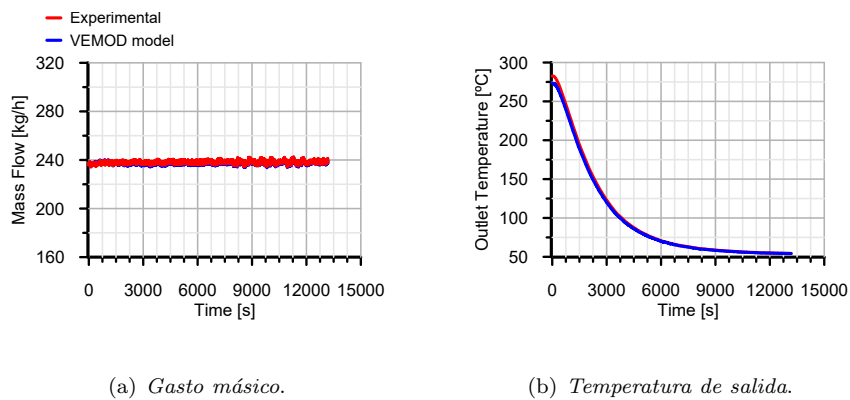 Experimental
VEMOD model
320
280
240
200
160
Mass Flow [kg/h]
0 3000 6000 9000 12000 15000
Time [s]
300
250
200
150
100
50
Outlet Temperature [ºC]
0 3000 6000 9000 12000 15000
Time [s]
(a) Gasto másico.
(b) Temperatura de salida.